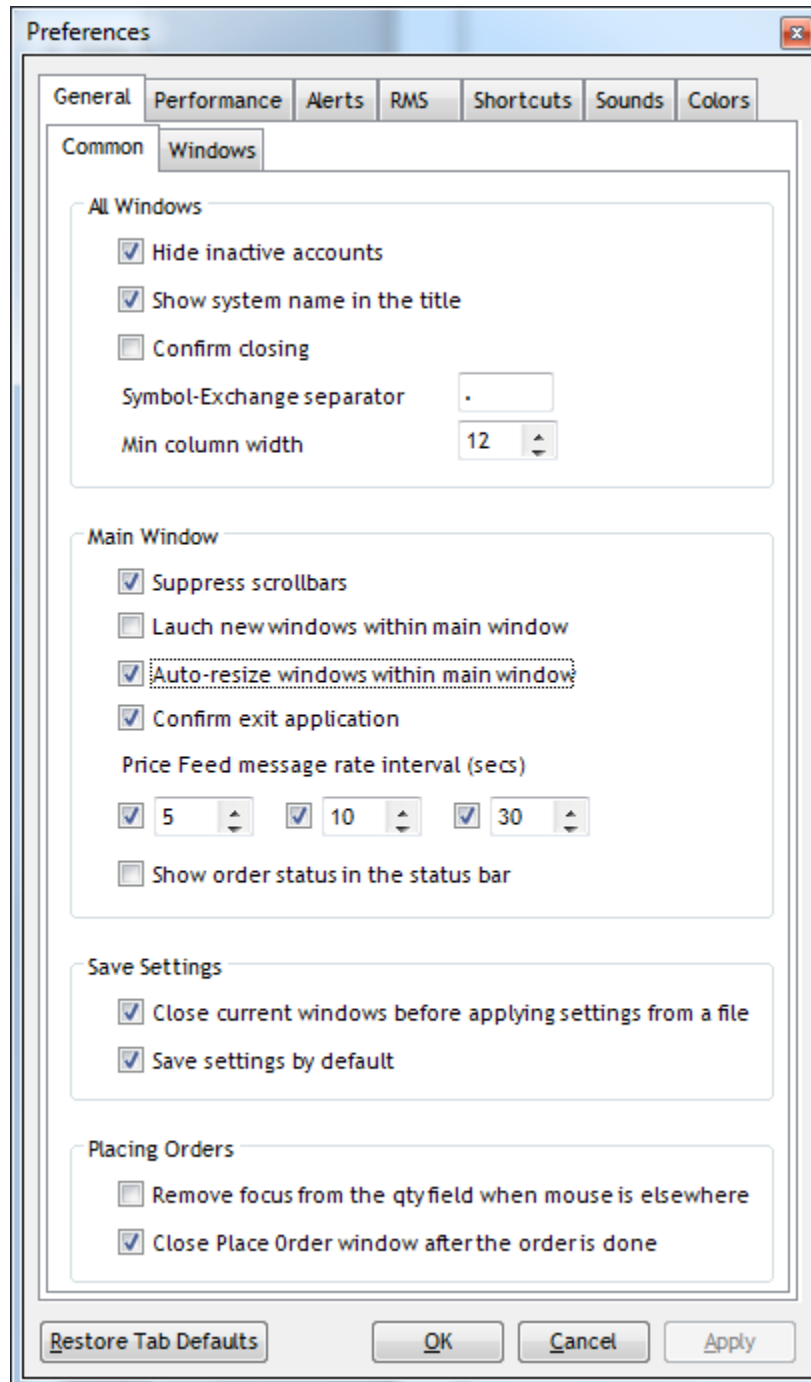 Preferences
General Performance Alerts RMS Shortcuts Sounds Colors
Common Windows
All Windows
Hide inactive accounts
Show system name in the title
Confirm closing
Symbol-Exchange separator .
Min column width 12
Main Window
Suppress scrollbars
Lauch new windows within main window
Auto-resize windows within main window
Confirm exit application
Price Feed message rate interval (secs)
5 10 30
Show order status in the status bar
Save Settings
Close current windows before applying settings from a file
Save settings by default
Placing Orders
Remove focus from the qty field when mouse is elsewhere
Close Place Order window after the order is done
Restore Tab Defaults OK Cancel Apply